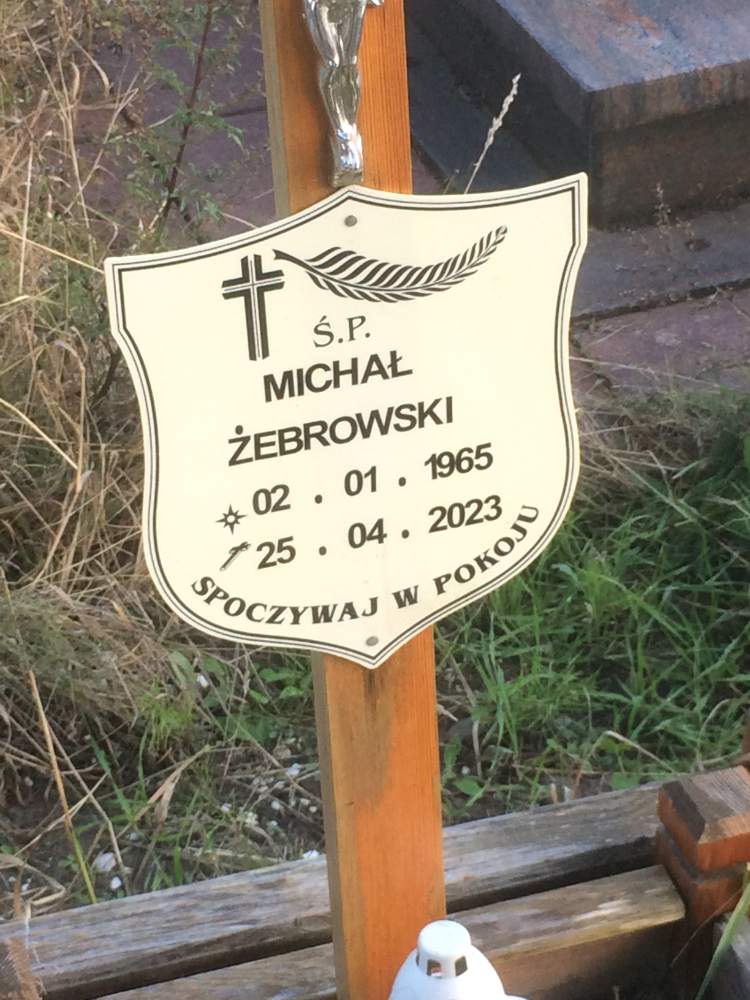 Ś.P.
MICHAŁ
ŻEBROWSKI
02 . 01 . 1965
25 . 04 . 2023
SPOCZYWAJ W POKOJU